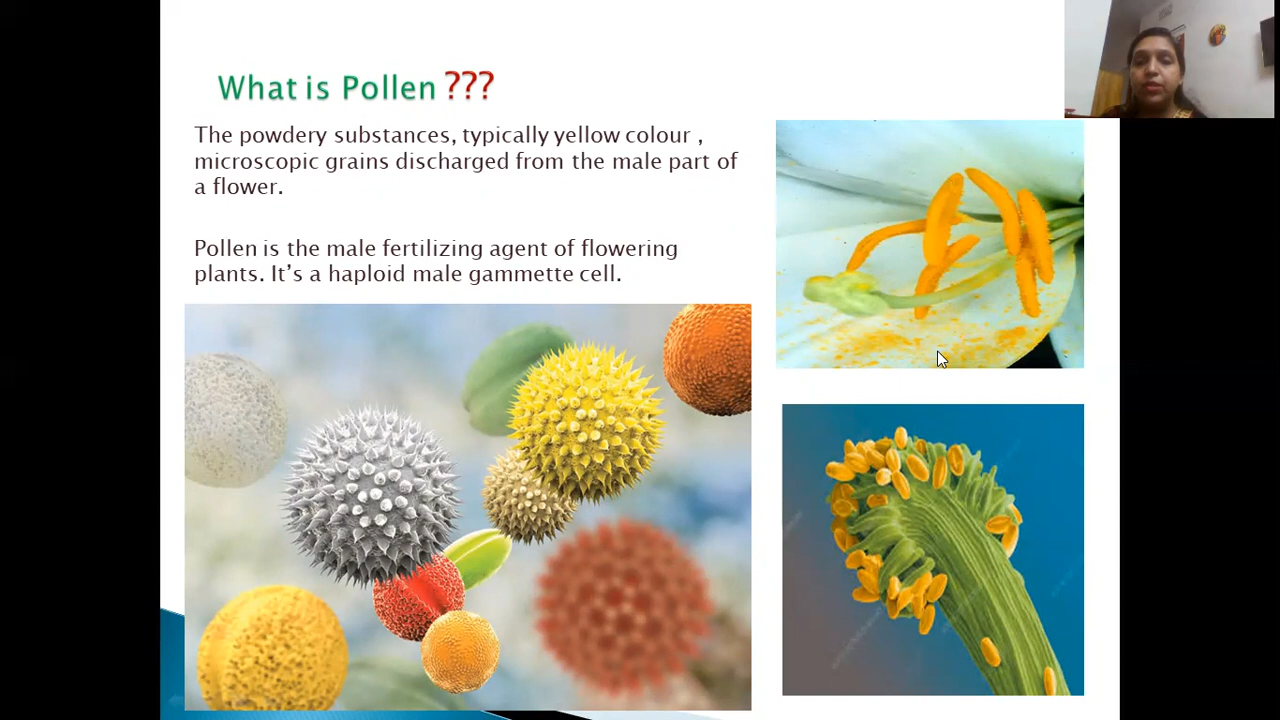 What is Pollen ???
The powdery substances, typically yellow colour ,
microscopic grains discharged from the male part of
a flower.
Pollen is the male fertilizing agent of flowering
plants. It’s a haploid male gammette cell.